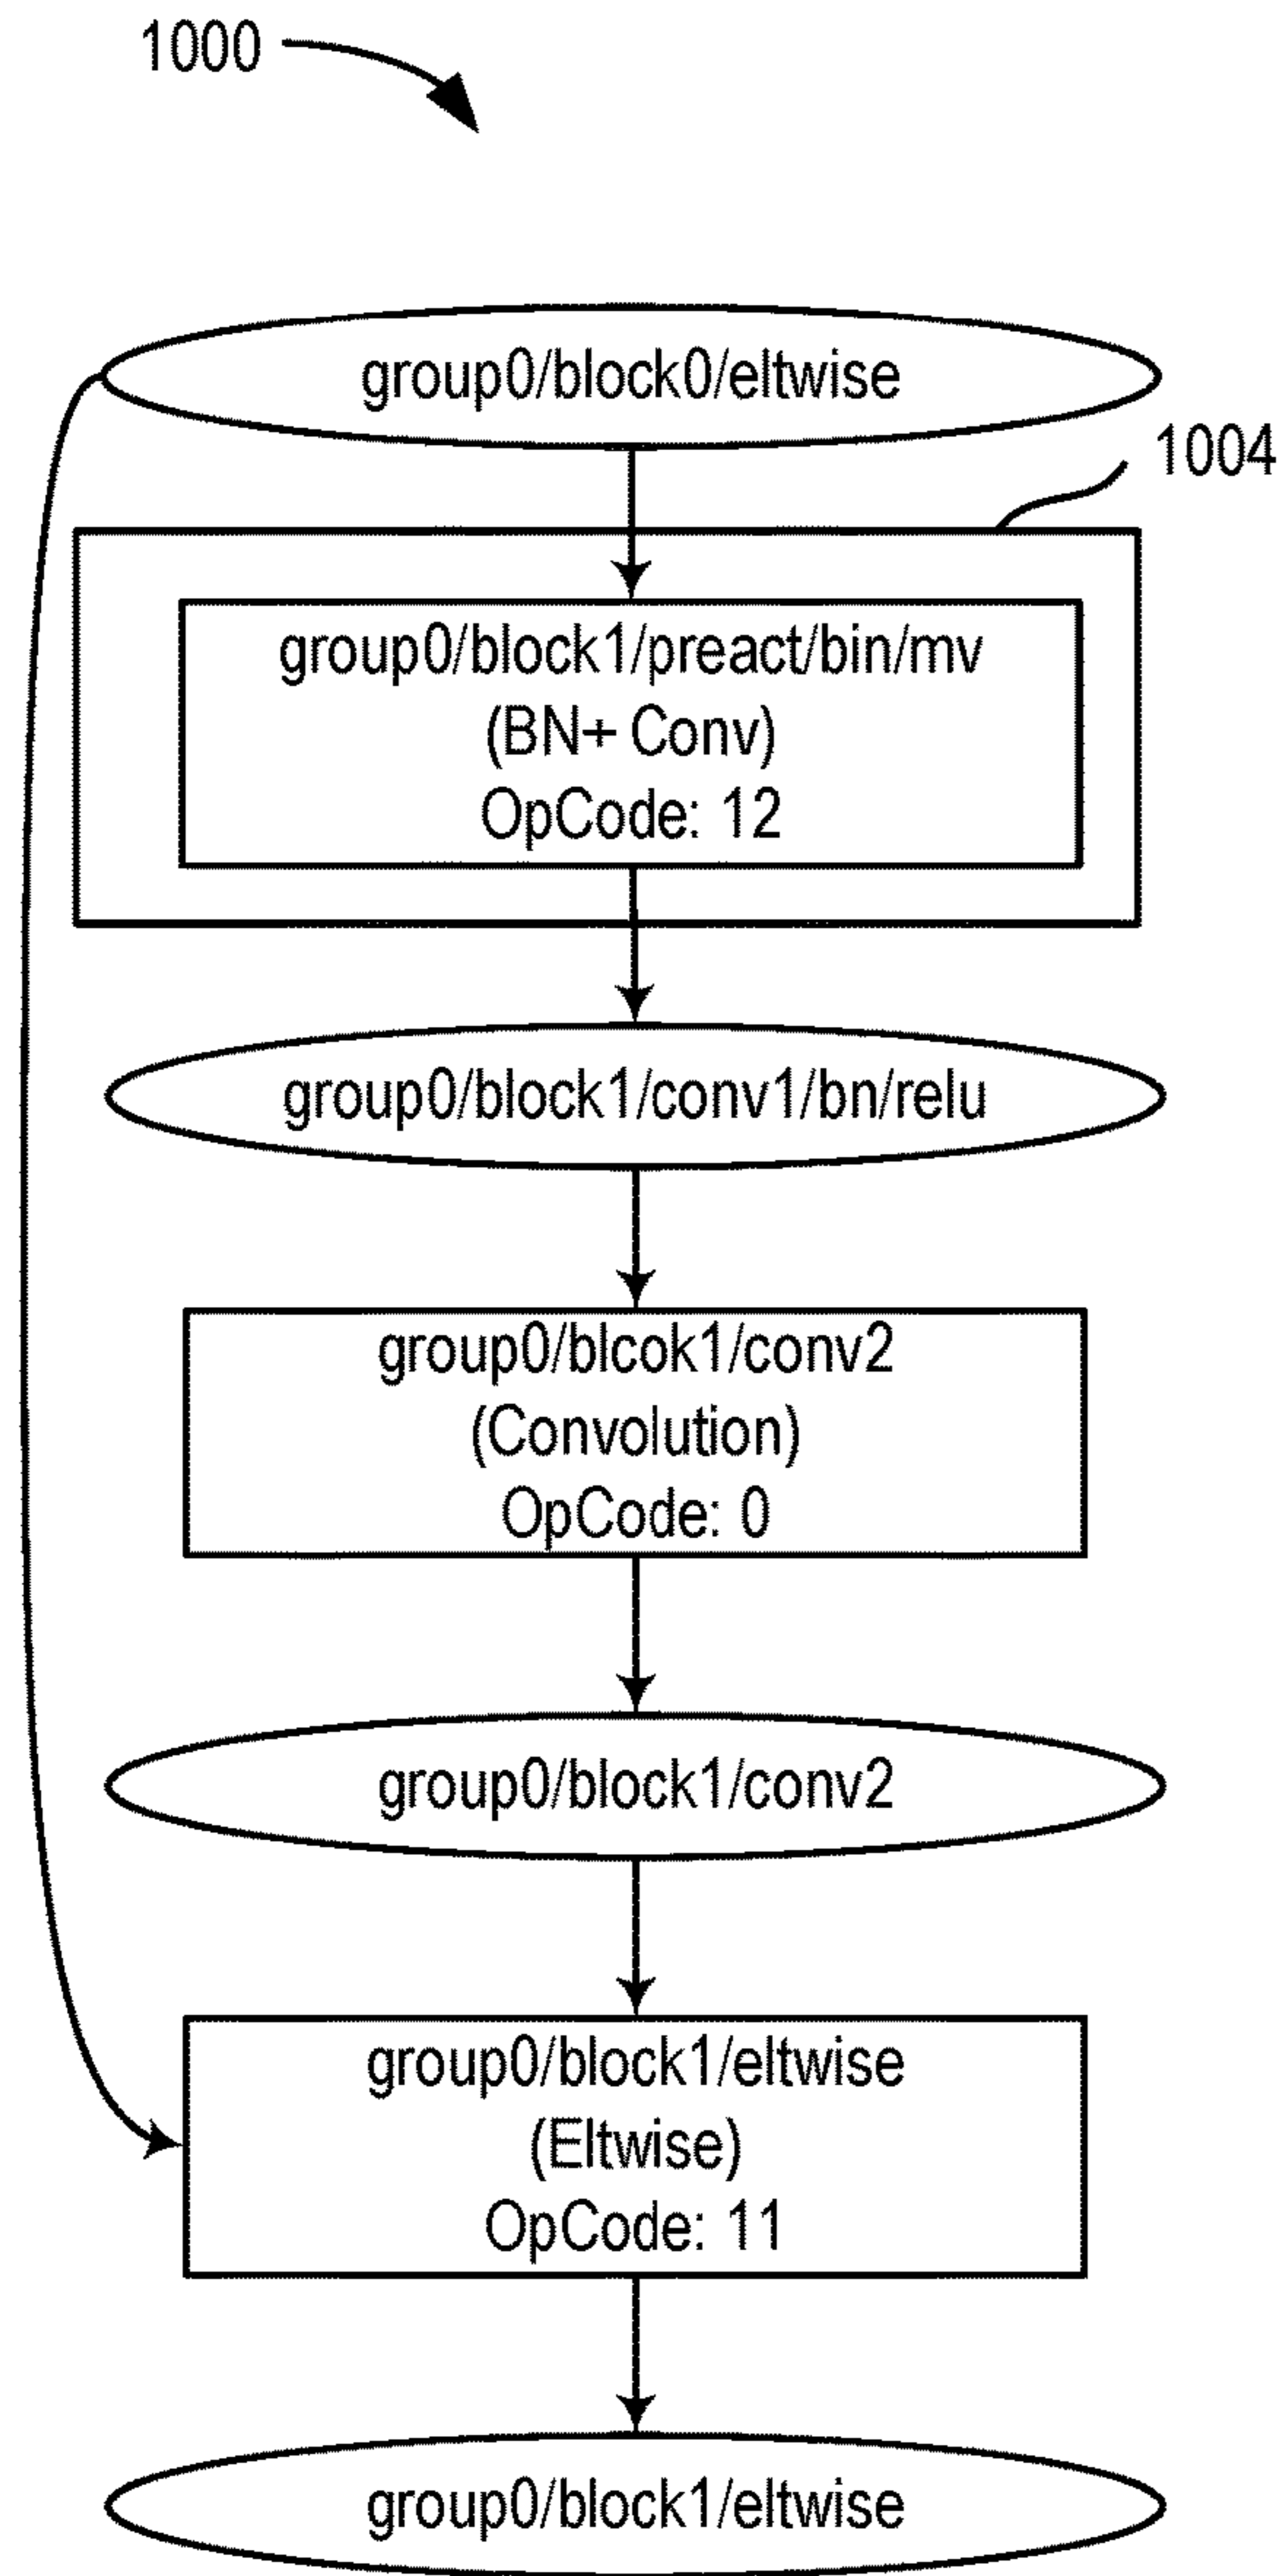 1000
group0/block0/eltwise
1004
group0/block1/preact/bin/mv
(BN+ Conv)
OpCode: 12
group0/block1/conv1/bn/relu
group0/blcok1/conv2
(Convolution)
OpCode: 0
group0/block1/conv2
group0/block1/eltwise
(Eltwise)
OpCode: 11
group0/block1/eltwise